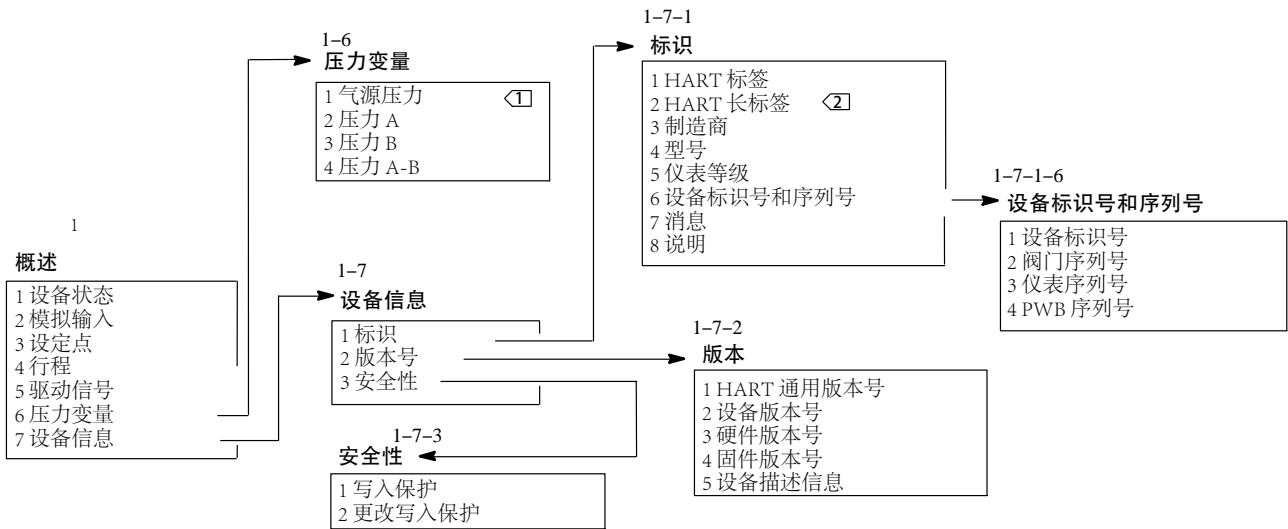 1-6
压力变量
1 气源压力 1
2 压力 A
3 压力 B
4 压力 A-B
1-7-1
标识
1 HART 标签
2 HART 长标签 2
3 制造商
4 型号
5 仪表等级
6 设备标识号和序列号
7 消息
8 说明
1-7-1-6
设备标识号和序列号
1 设备标识号
2 阀门序列号
3 仪表序列号
4 PWB 序列号
1
概述
1 设备状态
2 模拟输入
3 设定点
4 行程
5 驱动信号
6 压力变量
7 设备信息
1-7
设备信息
1 标识
2 版本号
3 安全性
1-7-2
版本
1 HART 通用版本号
2 设备版本号
3 硬件版本号
4 固件版本号
5 设备描述信息
1-7-3
安全性
1 写入保护
2 更改写入保护